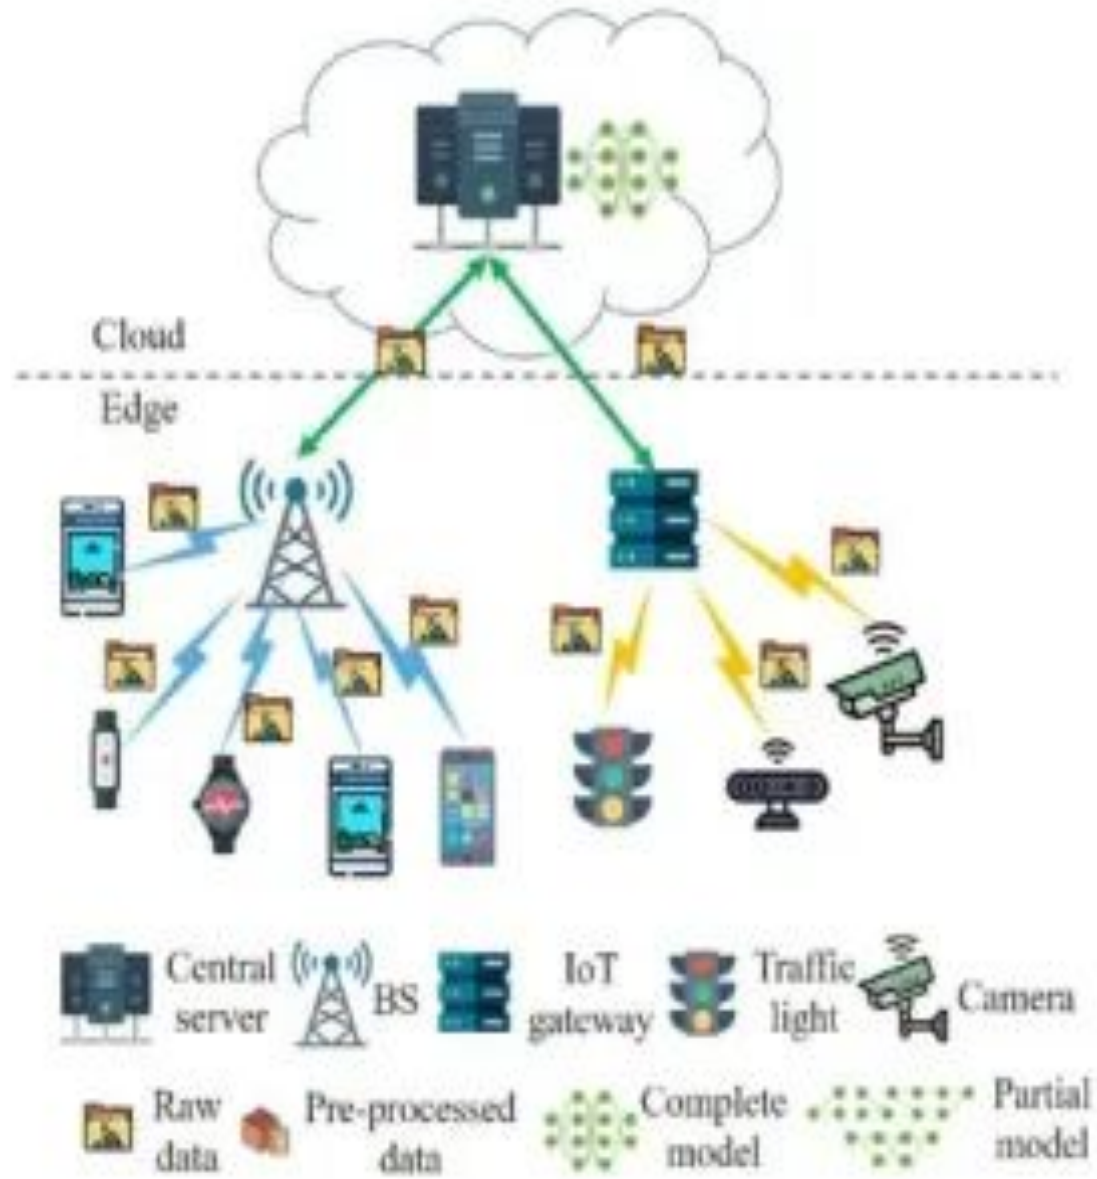 Cloud
Edge
Central
server
BS
IoT
gateway
Traffic
light
Camera
Raw
data
Pre-processed
data
Complete
model
Partial
model